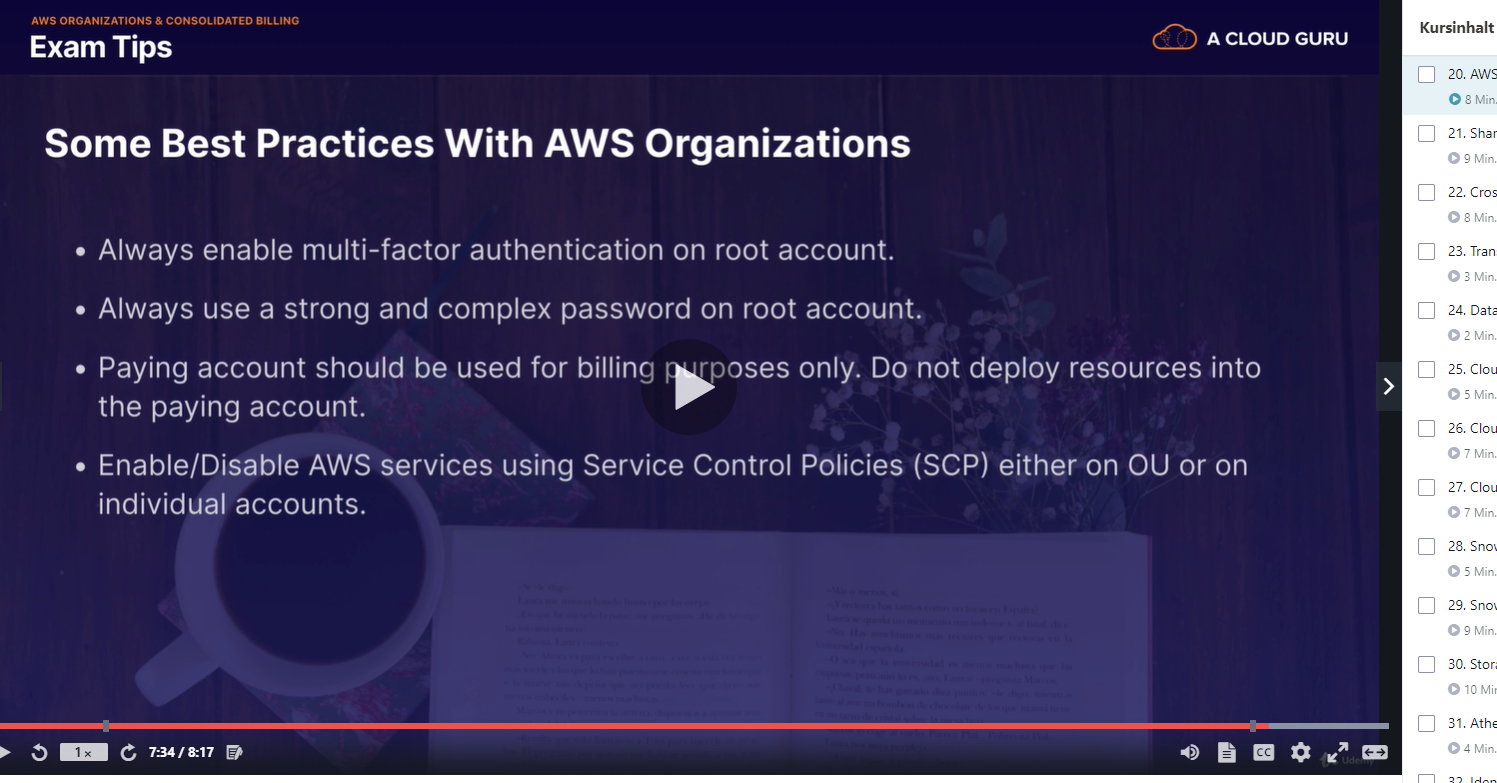 AWS ORGANIZATIONS & CONSOLIDATED BILLING
Exam Tips
A CLOUD GURU
Some Best Practices With AWS Organizations
• Always enable multi-factor authentication on root account.
• Always use a strong and complex password on root account.
• Paying account should be used for billing purposes only. Do not deploy resources into
the paying account.
• Enable/Disable AWS services using Service Control Policies (SCP) either on OU or on
individual accounts.
1x
7:34 / 8:17
CC
Udemy
Kursinhalt
20. AWS
8 Min.
21. Shar
9 Min.
22. Cros
8 Min.
23. Tran
3 Min.
24. Data
2 Min.
25. Clou
5 Min.
26. Clou
7 Min.
27. Clou
7 Min.
28. Snow
5 Min.
29. Snow
9 Min.
30. Stora
10 Min
31. Athe
4 Min.
32. Iden